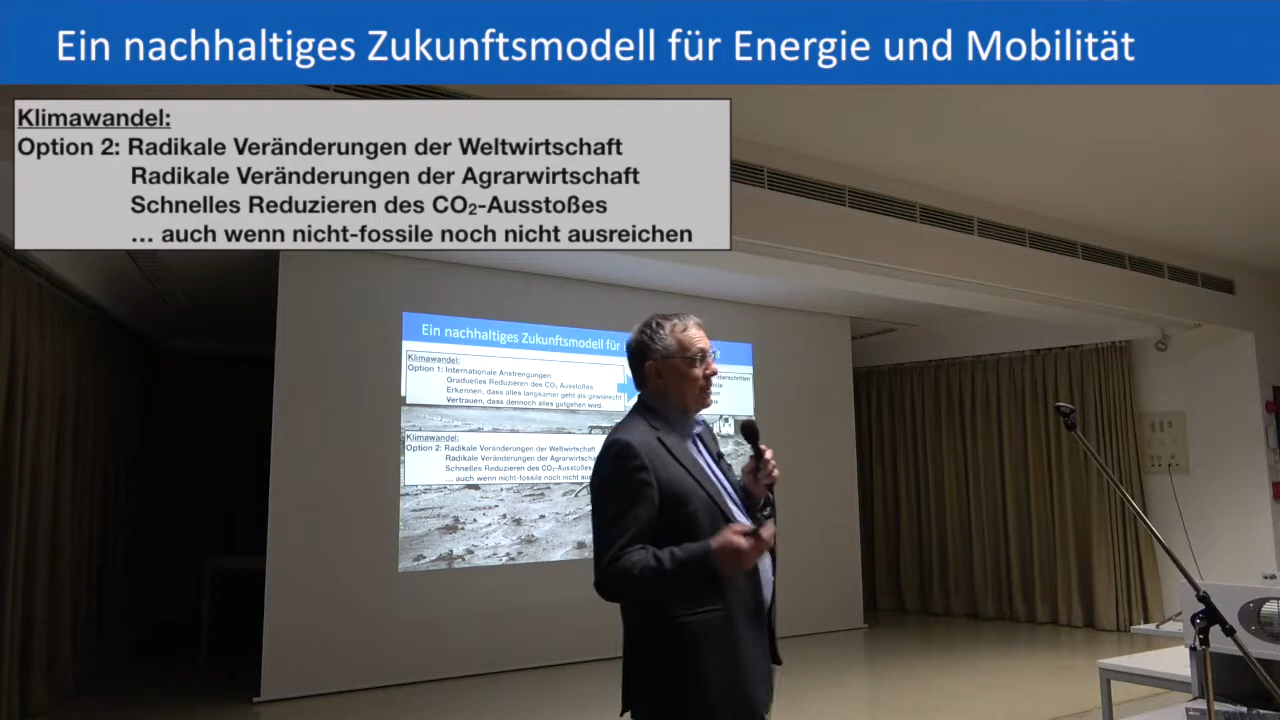 Ein nachhaltiges Zukunftsmodell für Energie und Mobilität
Klimawandel:
Option 2: Radikale Veränderungen der Weltwirtschaft
Radikale Veränderungen der Agrarwirtschaft
Schnelles Reduzieren des CO₂-Ausstoßes
... auch wenn nicht-fossile noch nicht ausreichen
Ein nachhaltiges Zukunftsmodell für
Klimawandel:
Option 1: Internationale Anstrengungen
Graduelles Reduzieren des CO₂ Ausstoßes
Erkennen, dass alles langsamer geht als gewünscht
Vertrauen, dass dennoch alles gutgehen wird.
Klimawandel:
Option 2: Radikale Veränderungen der Weltwirtschaft
Radikale Veränderungen der
Schnelles Reduzieren des CO₂-Ausstoßes
... auch wenn nicht-fossile noch nicht